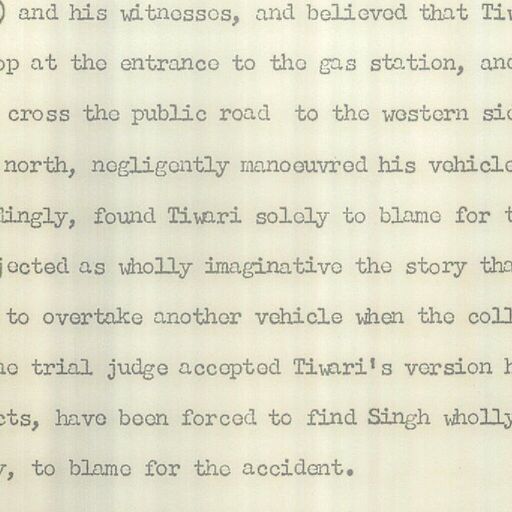 ) and his witnesses, and believed that Tiw
op at the entrance to the gas station, and
cross the public road to the western sid
north, negligently manoeuvred his vehicle
dingly, found Tiwari solely to blame for t
jected as wholly imaginative the story tha
to overtake another vehicle when the coll
he trial judge accepted Tiwari's version h
cts, have been forced to find Singh wholly
y, to blame for the accident.